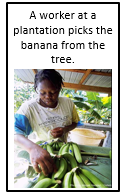 A worker at a
plantation picks the
banana from the
tree.